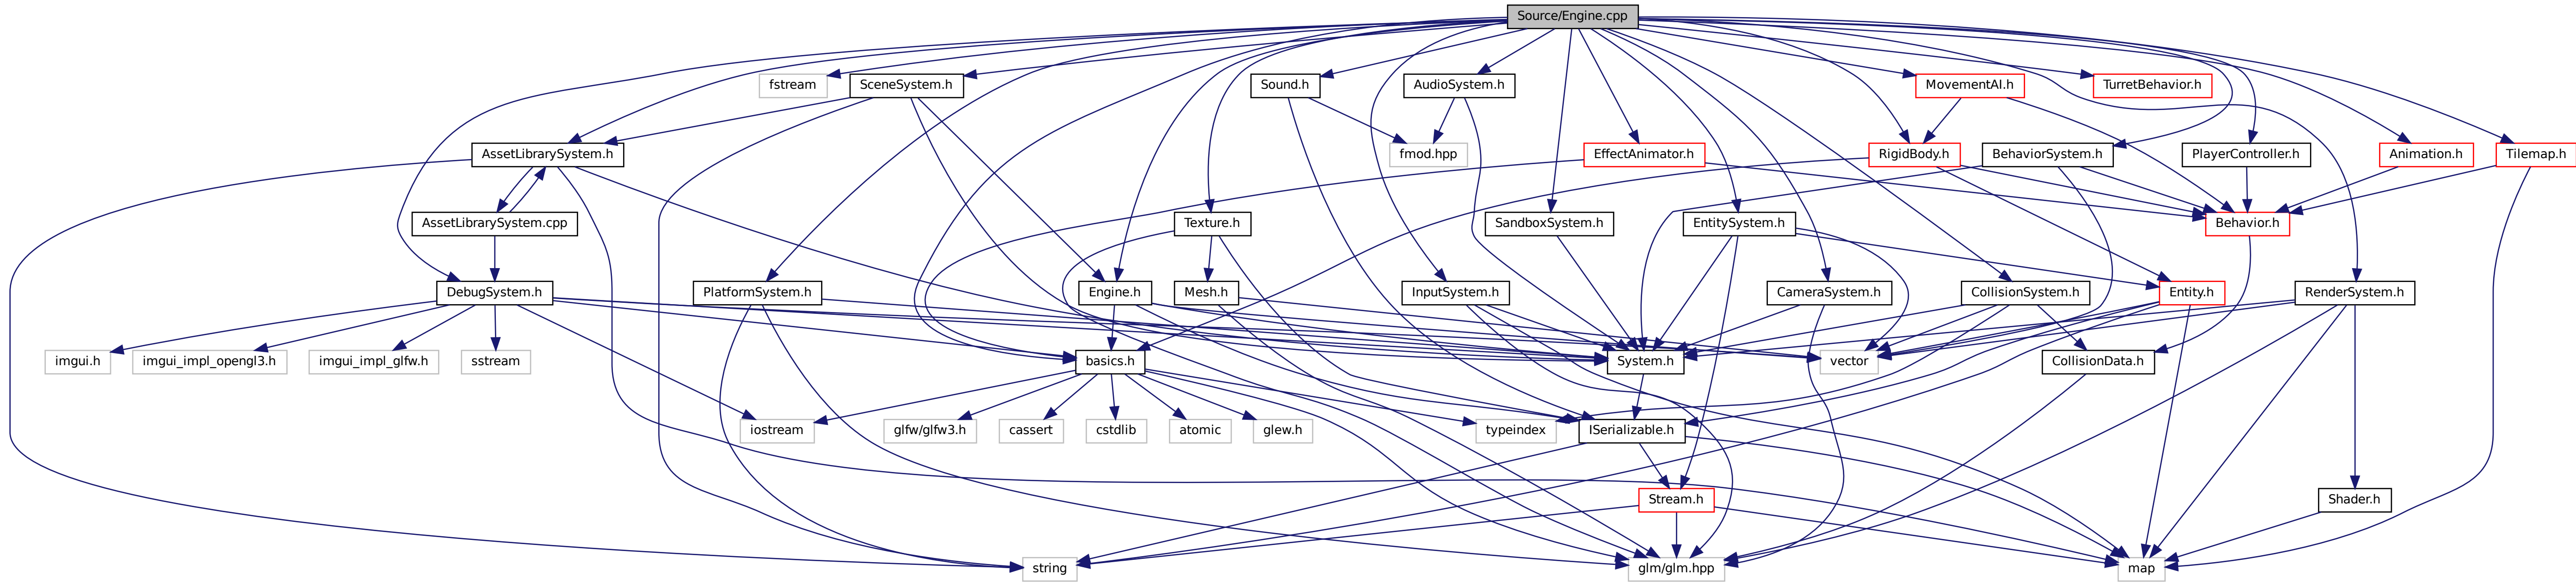 Source/Engine.cpp
fstream
SceneSystem.h
Sound.h
AudioSystem.h
MovementAI.h
TurretBehavior.h
AssetLibrarySystem.h
fmod.hpp
EffectAnimator.h
RigidBody.h
BehaviorSystem.h
PlayerController.h
Animation.h
Tilemap.h
AssetLibrarySystem.cpp
Texture.h
SandboxSystem.h
EntitySystem.h
Behavior.h
DebugSystem.h
PlatformSystem.h
Engine.h
Mesh.h
InputSystem.h
CameraSystem.h
CollisionSystem.h
Entity.h
RenderSystem.h
imgui.h
imgui_impl_opengl3.h
imgui_impl_glfw.h
sstream
basics.h
System.h
vector
CollisionData.h
iostream
glfw/glfw3.h
cassert
cstdlib
atomic
glew.h
typeindex
ISerializable.h
Stream.h
Shader.h
string
glm/glm.hpp
map